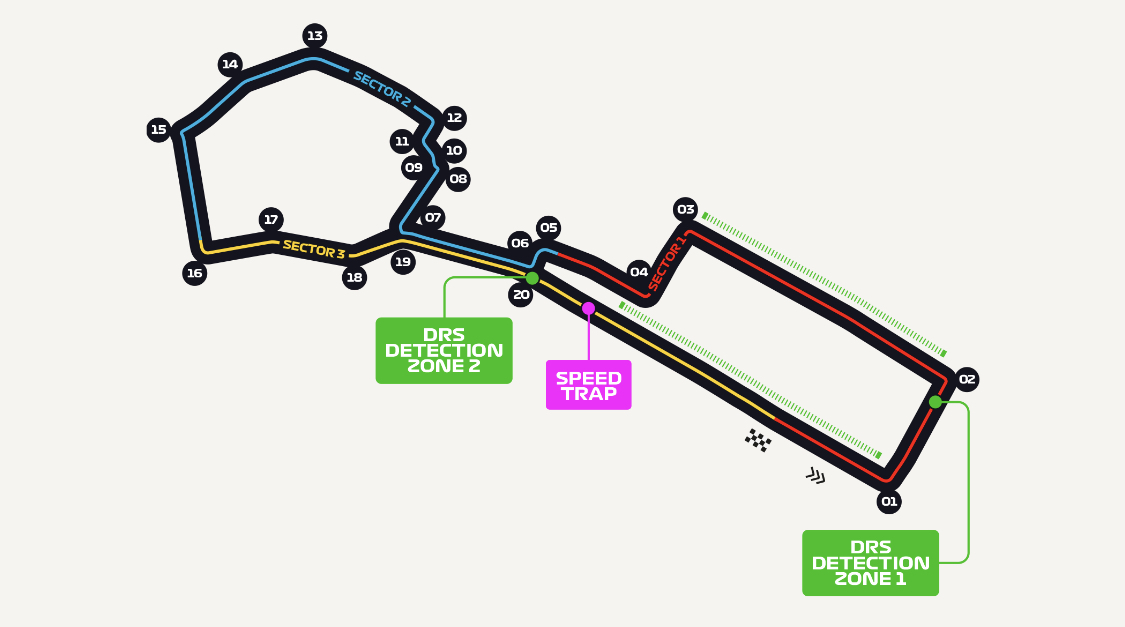 13
14
SECTOR 2
12
15
11
10
09
08
03
17
07
05
06
SECTOR 3
19
04
SECTOR 1
16
18
20
DRS
DETECTION
ZONE 2
SPEED
TRAP
02
01
DRS
DETECTION
ZONE 1